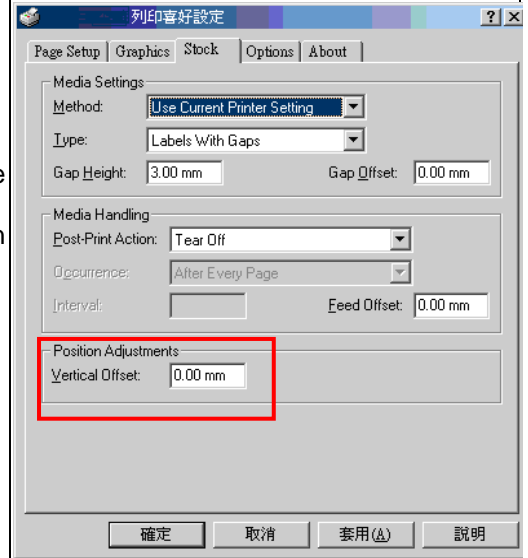 列印喜好設定
Page Setup Graphics Stock Options About
Media Settings
Method: Use Current Printer Setting
Type: Labels With Gaps
Gap Height: 3.00 mm Gap Offset: 0.00 mm
Media Handling
Post-Print Action: Tear Off
Occurrence: After Every Page
Interval: Feed Offset: 0.00 mm
Position Adjustments
Vertical Offset: 0.00 mm
確定 取消 套用(A) 說明